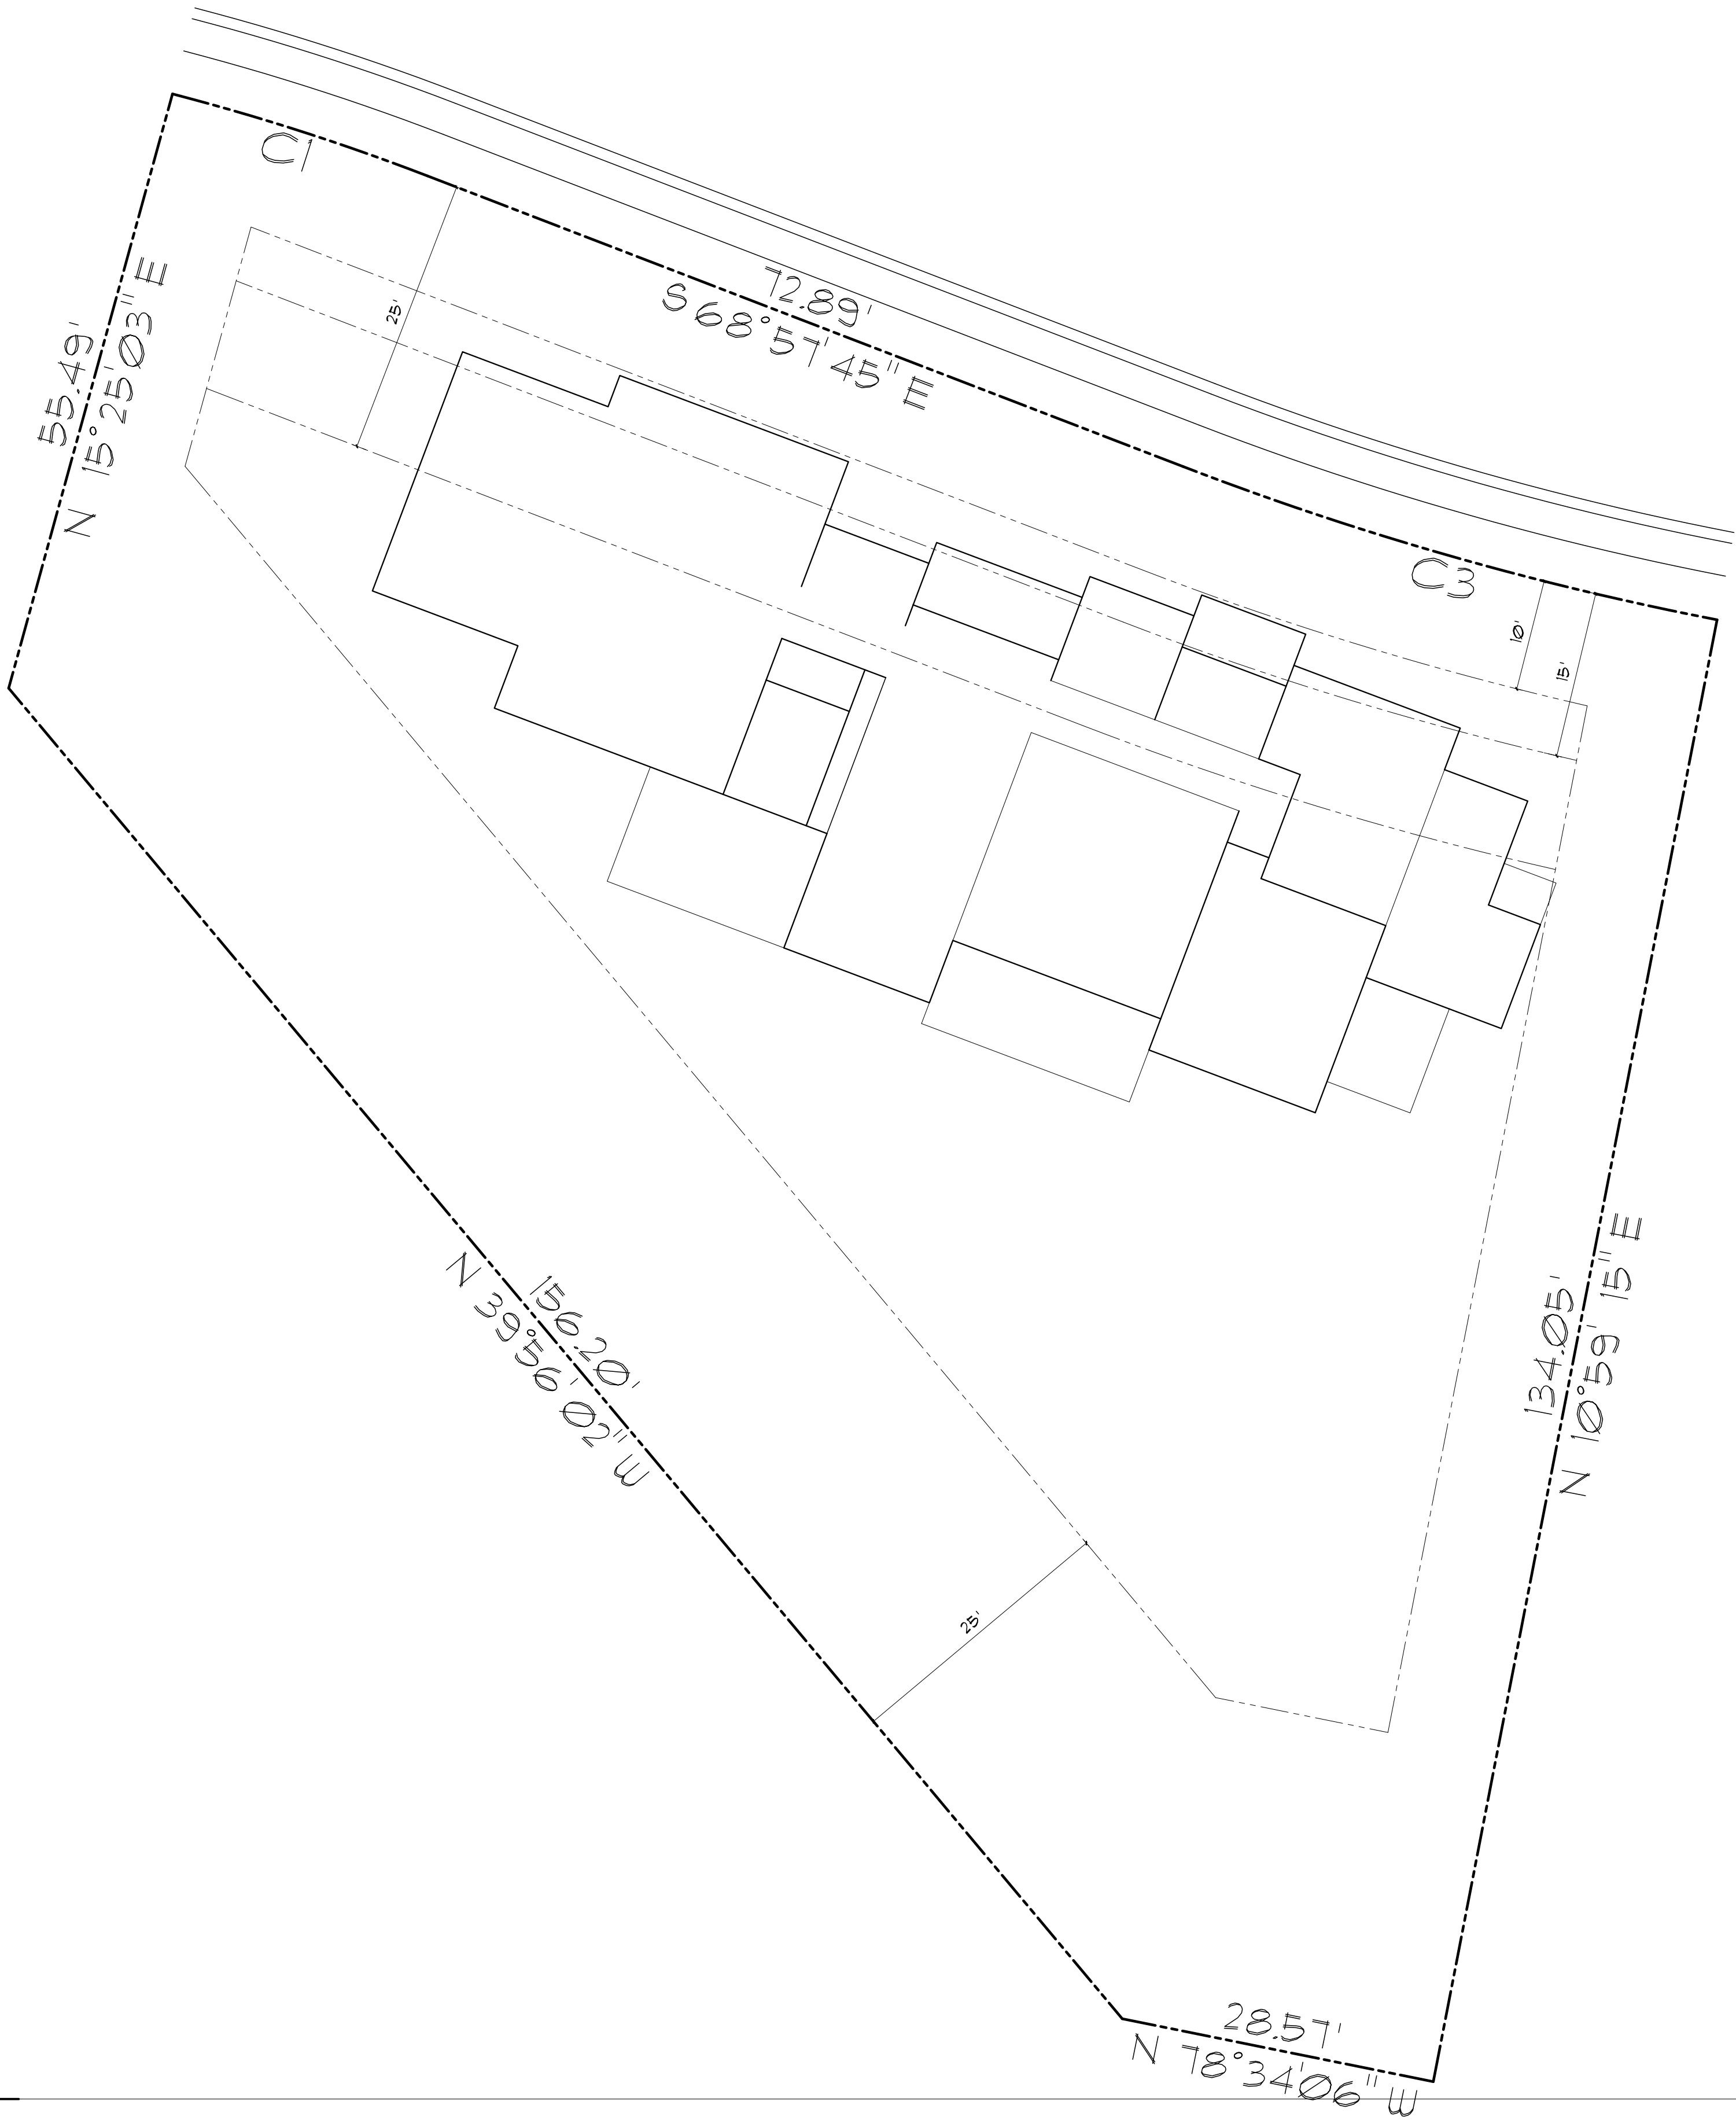 C1
25'
72.89'
S 68°57'45" E
55.49'
N 15°25'03" E
C3
10'
15'
134.05'
N 10°59'15" E
156.20'
N 39°56'02" W
25'
28.57'
N 78°34'06" W